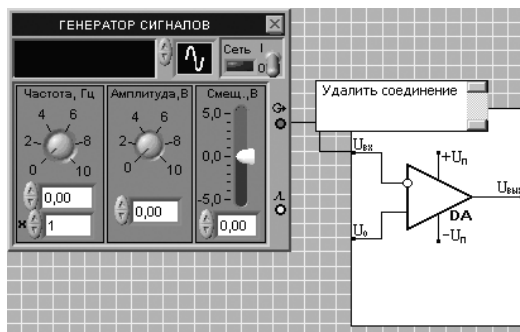 ГЕНЕРАТОР СИГНАЛОВ
Сеть I
0
Частота, Гц
4 6
2 8
0 10
0,00
× 1
Амплитуда,В
4 6
2 8
0 10
0,00
Смещ.,В
5,0
0,0
-5,0
0,00
Удалить соединение
Uвх
+Uп
Uвых
DA
U0
−Uп